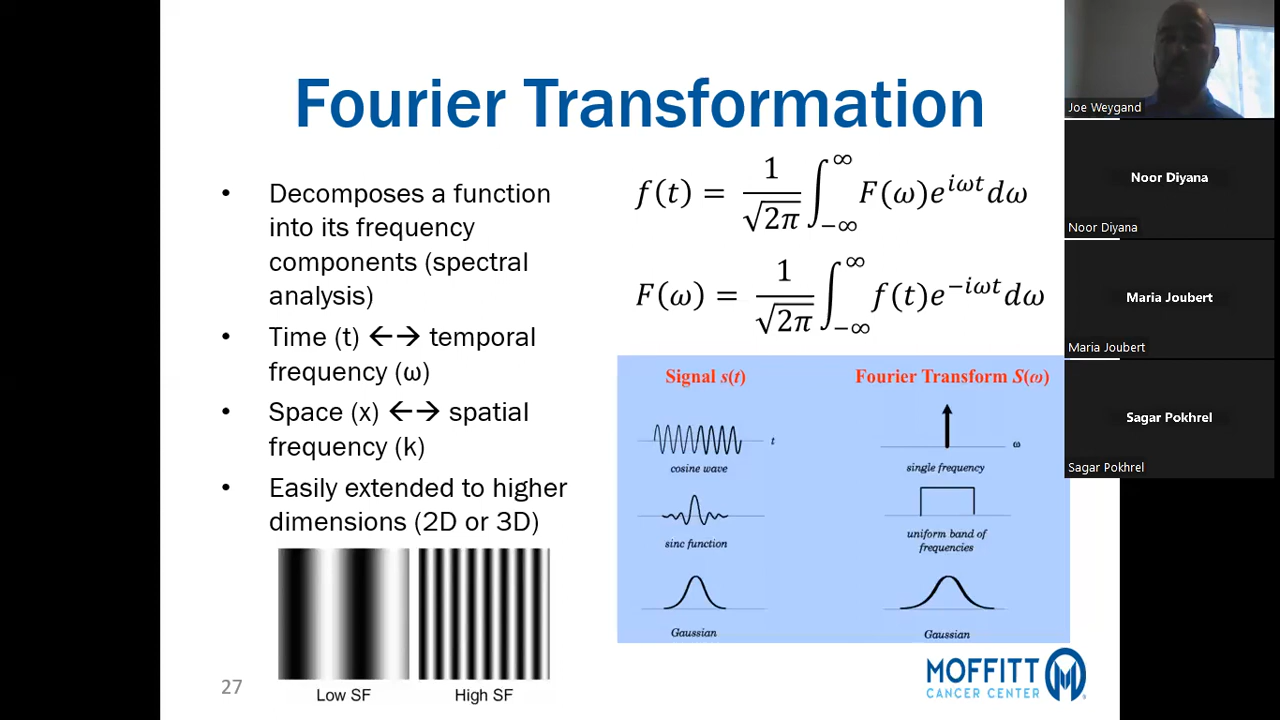 Fourier Transformation
• Decomposes a function
into its frequency
components (spectral
analysis)
• Time (t) ←→ temporal
frequency (ω)
• Space (x) ←→ spatial
frequency (k)
• Easily extended to higher
dimensions (2D or 3D)
Low SF High SF
27
f(t) = 1/√2π ∫_{−∞}^{∞} F(ω)e^{iωt}dω
F(ω) = 1/√2π ∫_{−∞}^{∞} f(t)e^{−iωt}dω
Signal s(t) Fourier Transform S(ω)
t ω
cosine wave single frequency
sinc function uniform band of
frequencies
Gaussian Gaussian
MOFFITT
CANCER CENTER
Joe Weygand
Noor Diyana
Noor Diyana
Maria Joubert
Maria Joubert
Sagar Pokhrel
Sagar Pokhrel